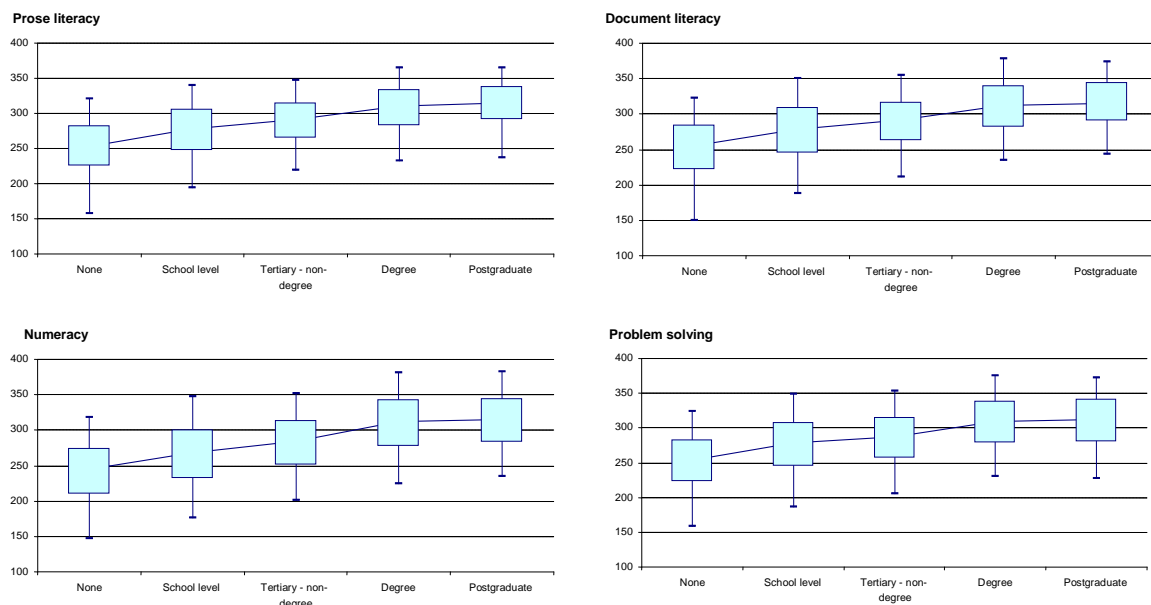 Prose literacy
400
350
300
250
200
150
100
None
School level
Tertiary - non-
degree
Degree
Postgraduate
Document literacy
400
350
300
250
200
150
100
None
School level
Tertiary - non-
degree
Degree
Postgraduate
Numeracy
400
350
300
250
200
150
100
None
School level
Tertiary - non-
degree
Degree
Postgraduate
Problem solving
400
350
300
250
200
150
100
None
School level
Tertiary - non-
degree
Degree
Postgraduate